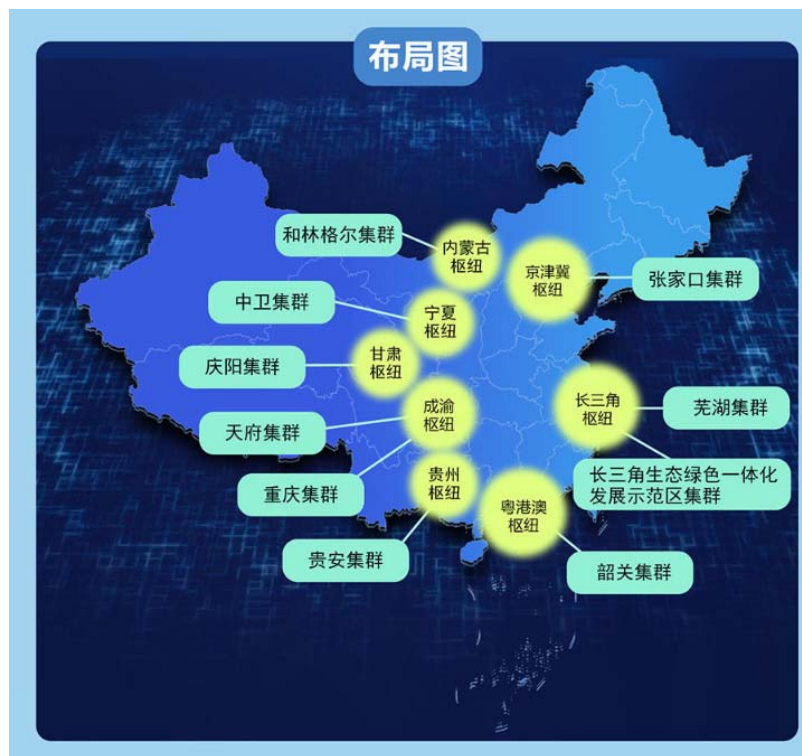 布局图
和林格尔集群
内蒙古
枢纽
京津冀
枢纽
张家口集群
中卫集群
宁夏
枢纽
庆阳集群
甘肃
枢纽
天府集群
成渝
枢纽
长三角
枢纽
芜湖集群
重庆集群
贵州
枢纽
粤港澳
枢纽
长三角生态绿色一体化
发展示范区集群
贵安集群
韶关集群